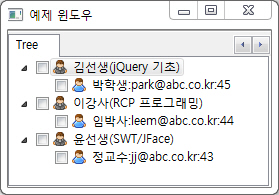 예제 윈도우
Tree
김선생(jQuery 기초)
박학생:park@abc.co.kr:45
이강사(RCP 프로그래밍)
임박사:leem@abc.co.kr:44
윤선생(SWT/JFace)
정교수:jj@abc.co.kr:43